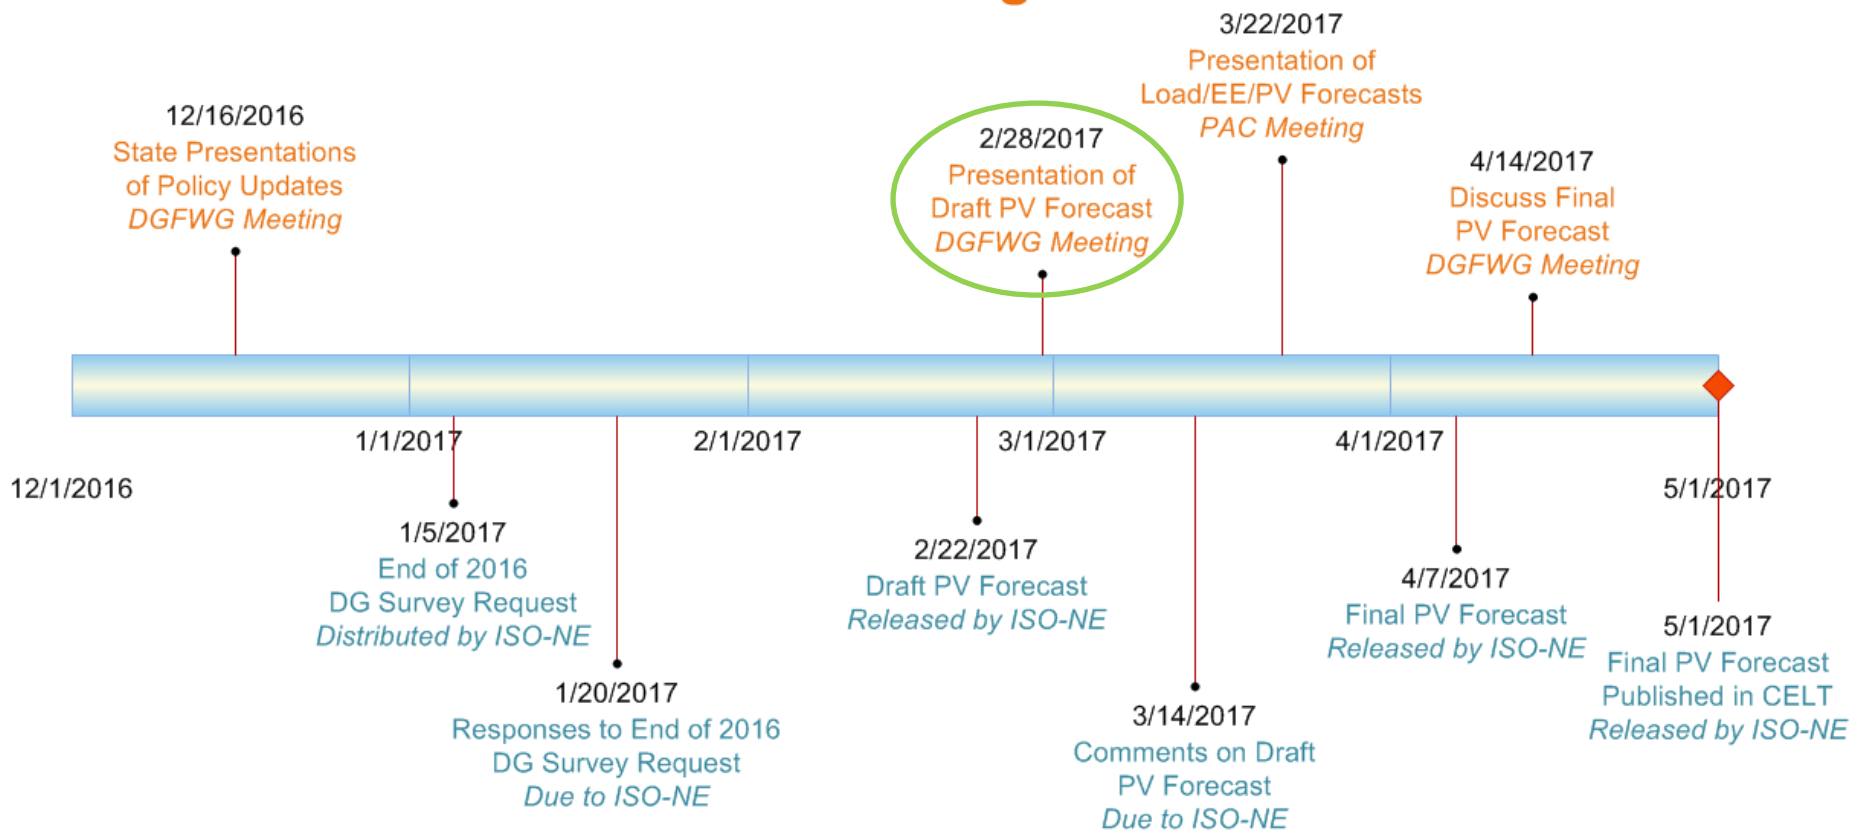 12/16/2016
State Presentations
of Policy Updates
DGFWG Meeting
2/28/2017
Presentation of
Draft PV Forecast
DGFWG Meeting
3/22/2017
Presentation of
Load/EE/PV Forecasts
PAC Meeting
4/14/2017
Discuss Final
PV Forecast
DGFWG Meeting
12/1/2016
1/1/2017
2/1/2017
3/1/2017
4/1/2017
5/1/2017
1/5/2017
End of 2016
DG Survey Request
Distributed by ISO-NE
1/20/2017
Responses to End of 2016
DG Survey Request
Due to ISO-NE
2/22/2017
Draft PV Forecast
Released by ISO-NE
3/14/2017
Comments on Draft
PV Forecast
Due to ISO-NE
4/7/2017
Final PV Forecast
Released by ISO-NE
5/1/2017
Final PV Forecast
Published in CELT
Released by ISO-NE